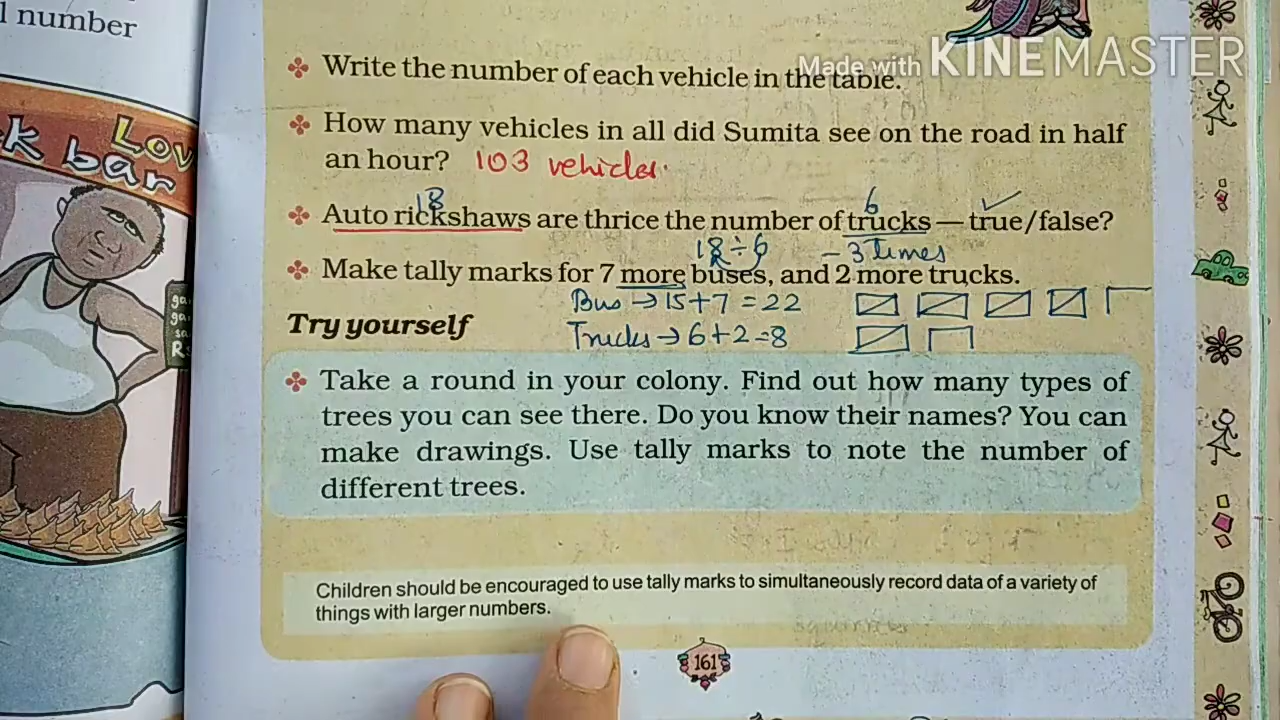 l number
Made with KINEMASTER
Write the number of each vehicle in the table.
How many vehicles in all did Sumita see on the road in half
an hour? 103 vehicles.
18 6 ✓
Auto rickshaws are thrice the number of trucks — true/false?
18 ÷ 6 - 3 Times
Make tally marks for 7 more buses, and 2 more trucks.
Bus → 15+7 = 22
Try yourself
Trucks → 6+2=8
Take a round in your colony. Find out how many types of
trees you can see there. Do you know their names? You can
make drawings. Use tally marks to note the number of
different trees.
Children should be encouraged to use tally marks to simultaneously record data of a variety of
things with larger numbers.
161
Lov
k bar
ga
ga
sa
R